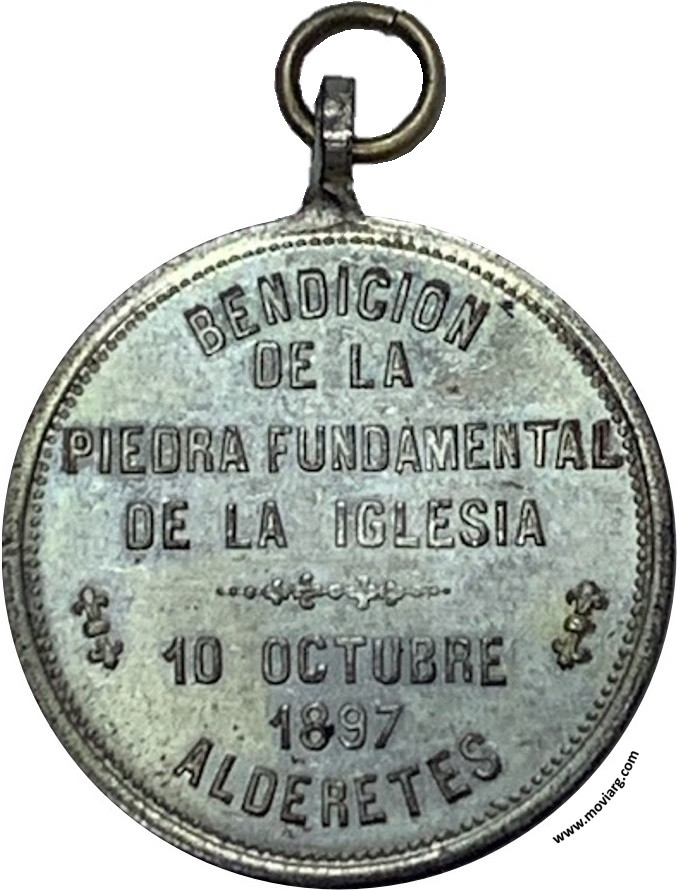 BENDICION
DE LA
PIEDRA FUNDAMENTAL
DE LA IGLESIA
10 OCTUBRE
1897
ALDERETES
www.moviarg.com